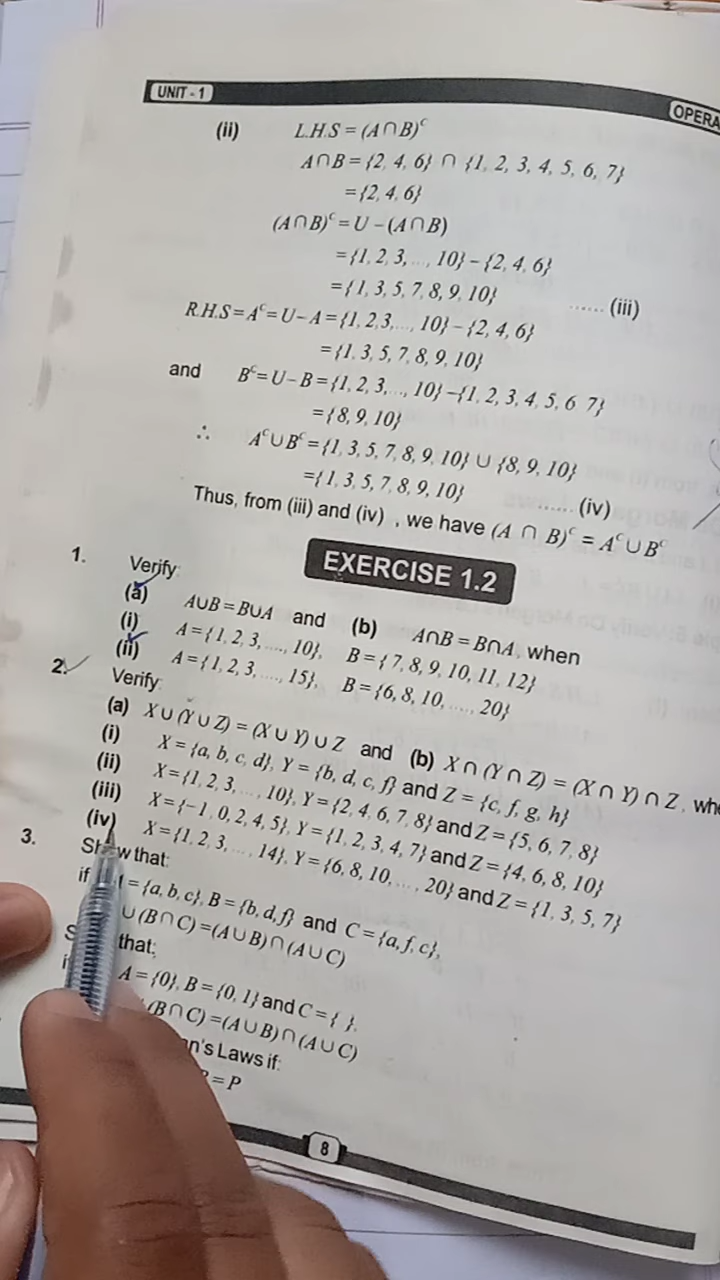 UNIT - 1
OPERA
(ii) L.H.S = (A∩B)ᶜ
A∩B = {2, 4, 6} ∩ {1, 2, 3, 4, 5, 6, 7}
= {2, 4, 6}
(A∩B)ᶜ = U – (A∩B)
= {1, 2, 3, ..., 10} – {2, 4, 6}
= {1, 3, 5, 7, 8, 9, 10} ...... (iii)
R.H.S = Aᶜ = U – A = {1, 2,3,..., 10} – {2, 4, 6}
= {1, 3, 5, 7, 8, 9, 10}
and Bᶜ = U – B = {1, 2, 3, ..., 10} –{1, 2, 3, 4, 5, 6 7}
= {8, 9, 10}
∴ Aᶜ∪Bᶜ = {1, 3, 5, 7, 8, 9, 10} ∪ {8, 9, 10}
= {1, 3, 5, 7, 8, 9, 10} ...... (iv)
Thus, from (iii) and (iv) , we have (A ∩ B)ᶜ = Aᶜ∪Bᶜ
EXERCISE 1.2
1. Verify
(a) A∪B = B∪A and (b) A∩B = B∩A, when
(i) A = {1, 2, 3, ...., 10}, B = {7, 8, 9, 10, 11, 12}
(ii) A = {1, 2, 3, ...., 15}, B = {6, 8, 10, ...., 20}
2. Verify
(a) X∪(Y∪Z) = (X∪Y)∪Z and (b) X∩(Y∩Z) = (X∩Y)∩Z, whe
(i) X = {a, b, c, d}, Y = {b, d, c, f} and Z = {c, f, g, h}
(ii) X = {1, 2, 3, ..., 10}, Y = {2, 4, 6, 7, 8} and Z = {5, 6, 7, 8}
(iii) X = {–1, 0, 2, 4, 5}, Y = {1, 2, 3, 4, 7} and Z = {4, 6, 8, 10}
(iv) X = {1, 2, 3, ..., 14}, Y = {6, 8, 10, ..., 20} and Z = {1, 3, 5, 7}
3. that:
if = {a, b, c}, B = {b, d, f} and C = {a, f, c},
∪(B∩C) = (A∪B)∩(A∪C)
that;
A = {0}, B = {0, 1} and C = { },
(B∩C) = (A∪B)∩(A∪C)
Laws if:
= P
8